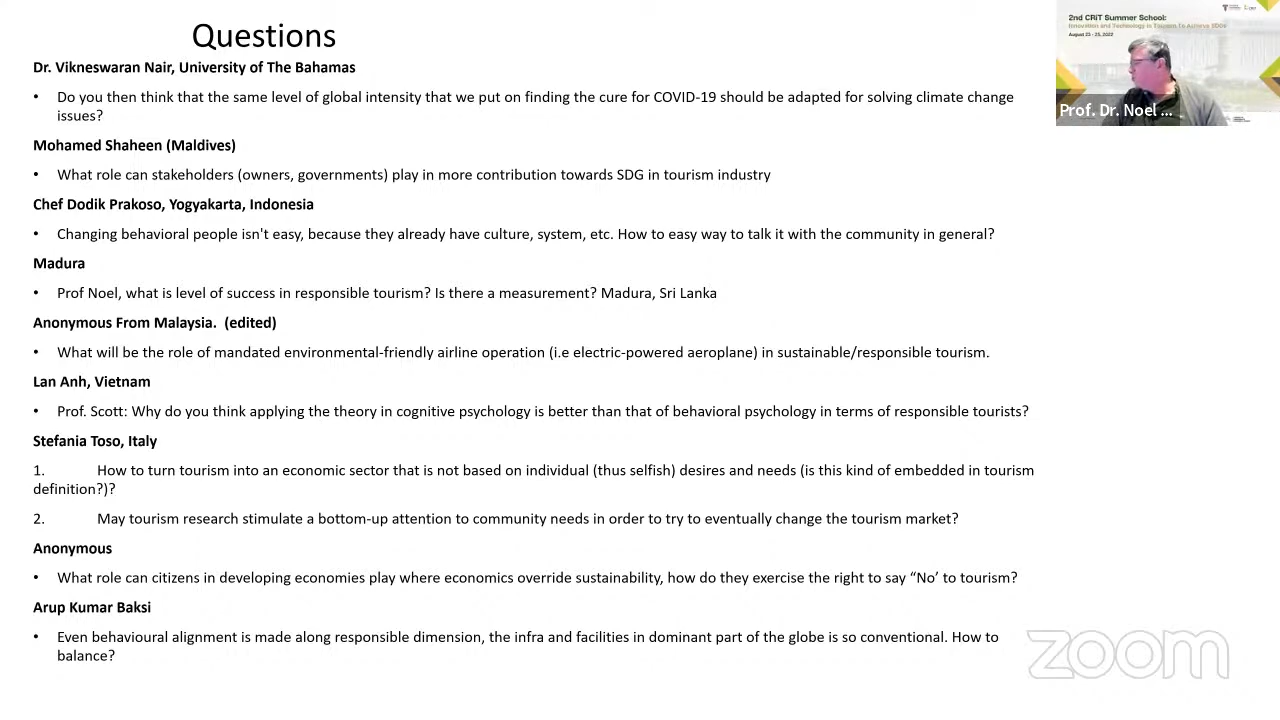 Questions
Dr. Vikneswaran Nair, University of The Bahamas
• Do you then think that the same level of global intensity that we put on finding the cure for COVID-19 should be adapted for solving climate change
issues?
Mohamed Shaheen (Maldives)
• What role can stakeholders (owners, governments) play in more contribution towards SDG in tourism industry
Chef Dodik Prakoso, Yogyakarta, Indonesia
• Changing behavioral people isn't easy, because they already have culture, system, etc. How to easy way to talk it with the community in general?
Madura
• Prof Noel, what is level of success in responsible tourism? Is there a measurement? Madura, Sri Lanka
Anonymous From Malaysia. (edited)
• What will be the role of mandated environmental-friendly airline operation (i.e electric-powered aeroplane) in sustainable/responsible tourism.
Lan Anh, Vietnam
• Prof. Scott: Why do you think applying the theory in cognitive psychology is better than that of behavioral psychology in terms of responsible tourists?
Stefania Toso, Italy
1. How to turn tourism into an economic sector that is not based on individual (thus selfish) desires and needs (is this kind of embedded in tourism
definition?)?
2. May tourism research stimulate a bottom-up attention to community needs in order to try to eventually change the tourism market?
Anonymous
• What role can citizens in developing economies play where economics override sustainability, how do they exercise the right to say “No’ to tourism?
Arup Kumar Baksi
• Even behavioural alignment is made along responsible dimension, the infra and facilities in dominant part of the globe is so conventional. How to
balance?
2nd CRiT Summer School:
Innovation and Technology in Tourism To Achieve SDGs
August 23 - 25, 2022
Prof. Dr. Noel ...
zoom